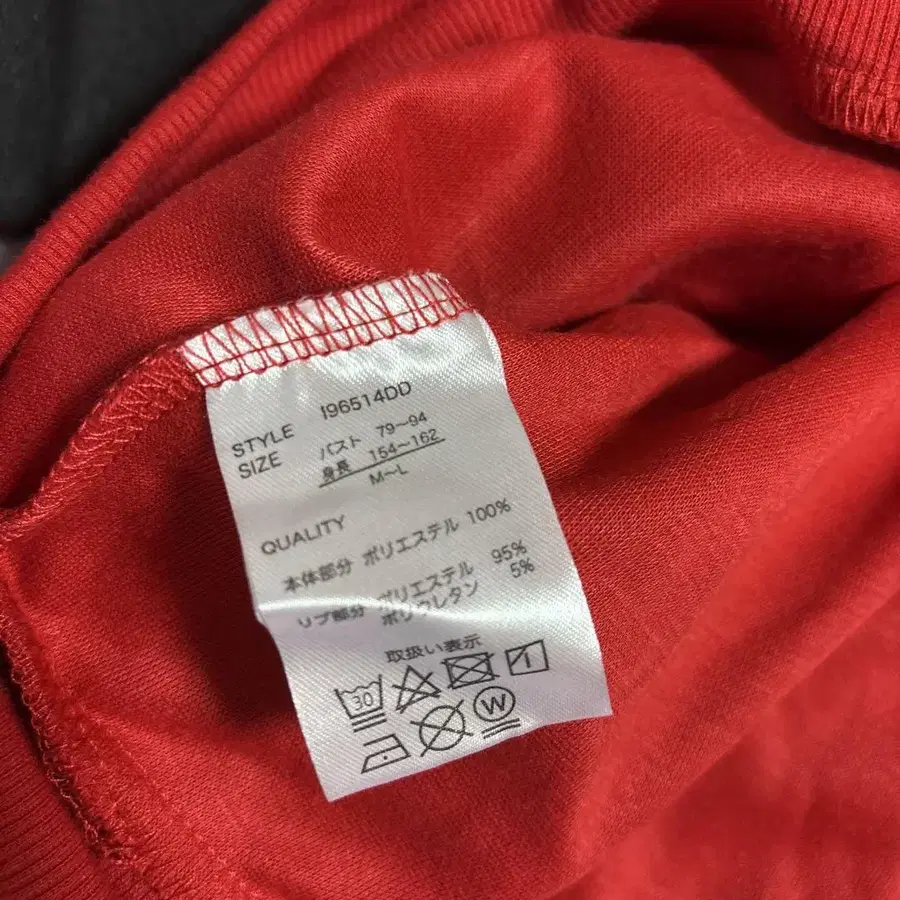 STYLE I96514DD
SIZE バスト 79〜94
身長 154〜162
M〜L
QUALITY
本体部分 ポリエステル 100%
リブ部分 ポリエステル 95%
ポリウレタン 5%
取扱い表示
30
W